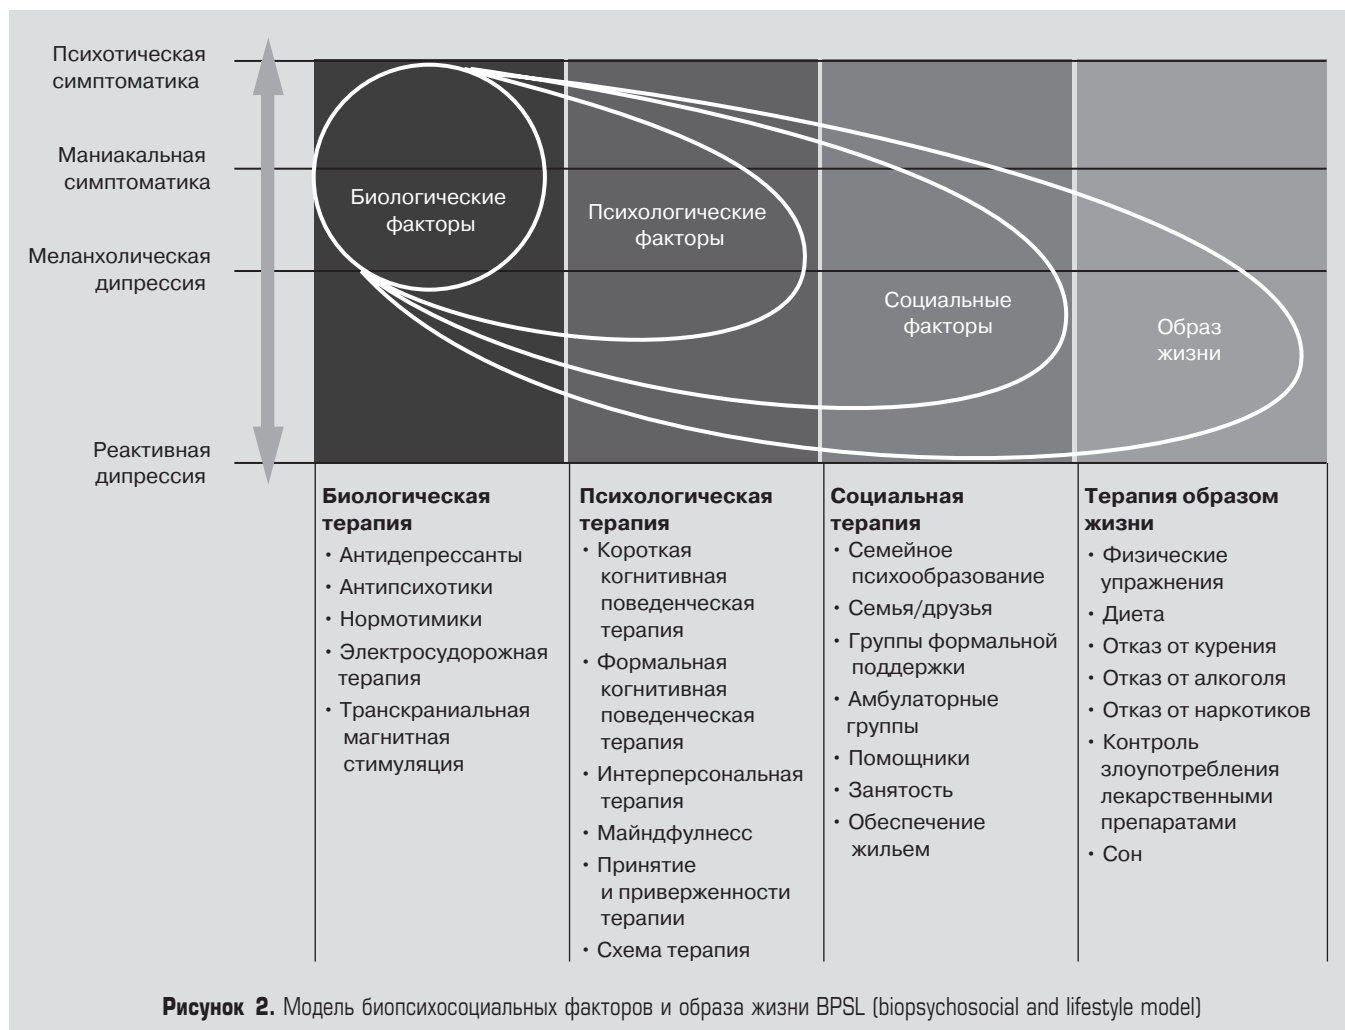 Психотическая
симптоматика
Маниакальная
симптоматика
Меланхолическая
дипрессия
Реактивная
дипрессия
Биологические
факторы
Психологические
факторы
Социальные
факторы
Образ
жизни
Биологическая
терапия
• Антидепрессанты
• Антипсихотики
• Нормотимики
• Электросудорожная
терапия
• Транскраниальная
магнитная
стимуляция
Психологическая
терапия
• Короткая
когнитивная
поведенческая
терапия
• Формальная
когнитивная
поведенческая
терапия
• Интерперсональная
терапия
• Майндфулнесс
• Принятие
и приверженности
терапии
• Схема терапия
Социальная
терапия
• Семейное
психообразование
• Семья/друзья
• Группы формальной
поддержки
• Амбулаторные
группы
• Помощники
• Занятость
• Обеспечение
жильем
Терапия образом
жизни
• Физические
упражнения
• Диета
• Отказ от курения
• Отказ от алкоголя
• Отказ от наркотиков
• Контроль
злоупотребления
лекарственными
препаратами
• Сон
Рисунок 2. Модель биопсихосоциальных факторов и образа жизни BPSL (biopsychosocial and lifestyle model)